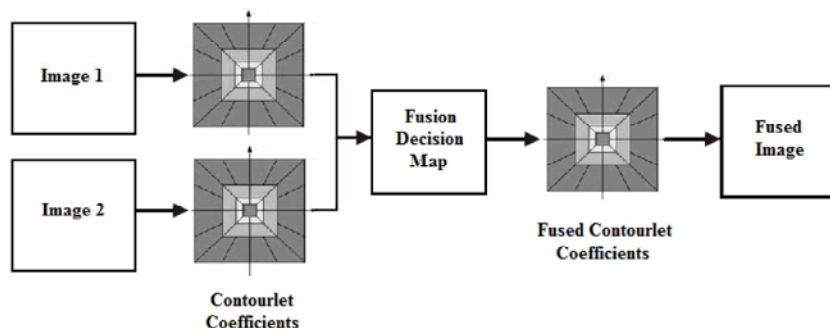 Image 1
Image 2
Contourlet
Coefficients
Fusion
Decision
Map
Fused Contourlet
Coefficients
Fused
Image